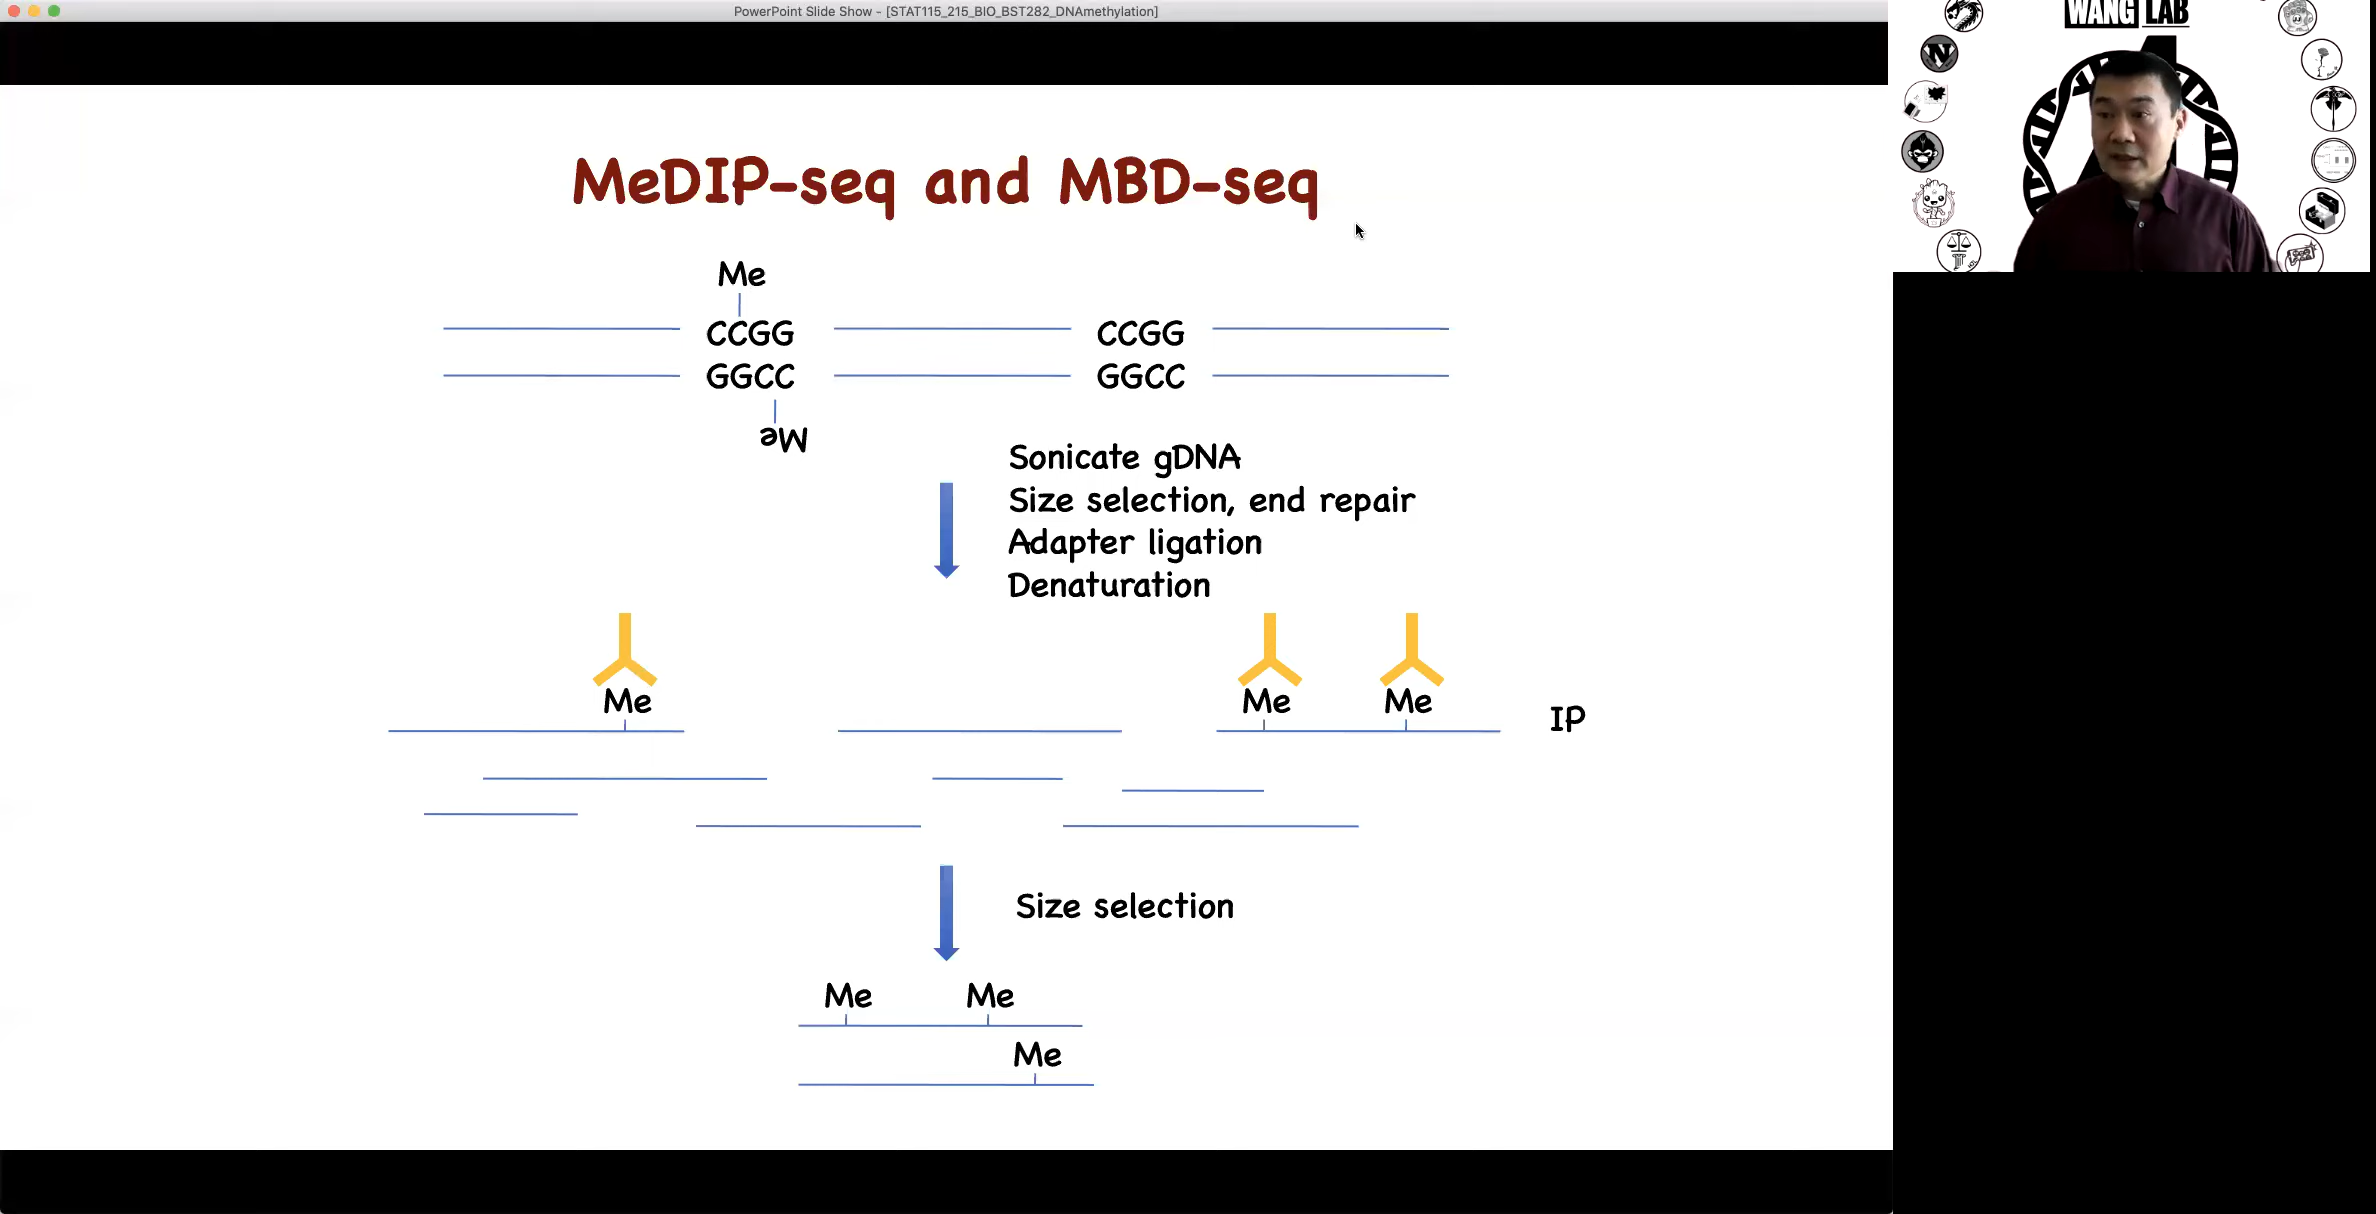 PowerPoint Slide Show - [STAT115_215_BIO_BST282_DNAmethylation]
WANG LAB
MeDIP-seq and MBD-seq
Me
CCGG CCGG
GGCC GGCC
Me
Sonicate gDNA
Size selection, end repair
Adapter ligation
Denaturation
Me Me Me
IP
Size selection
Me Me
Me